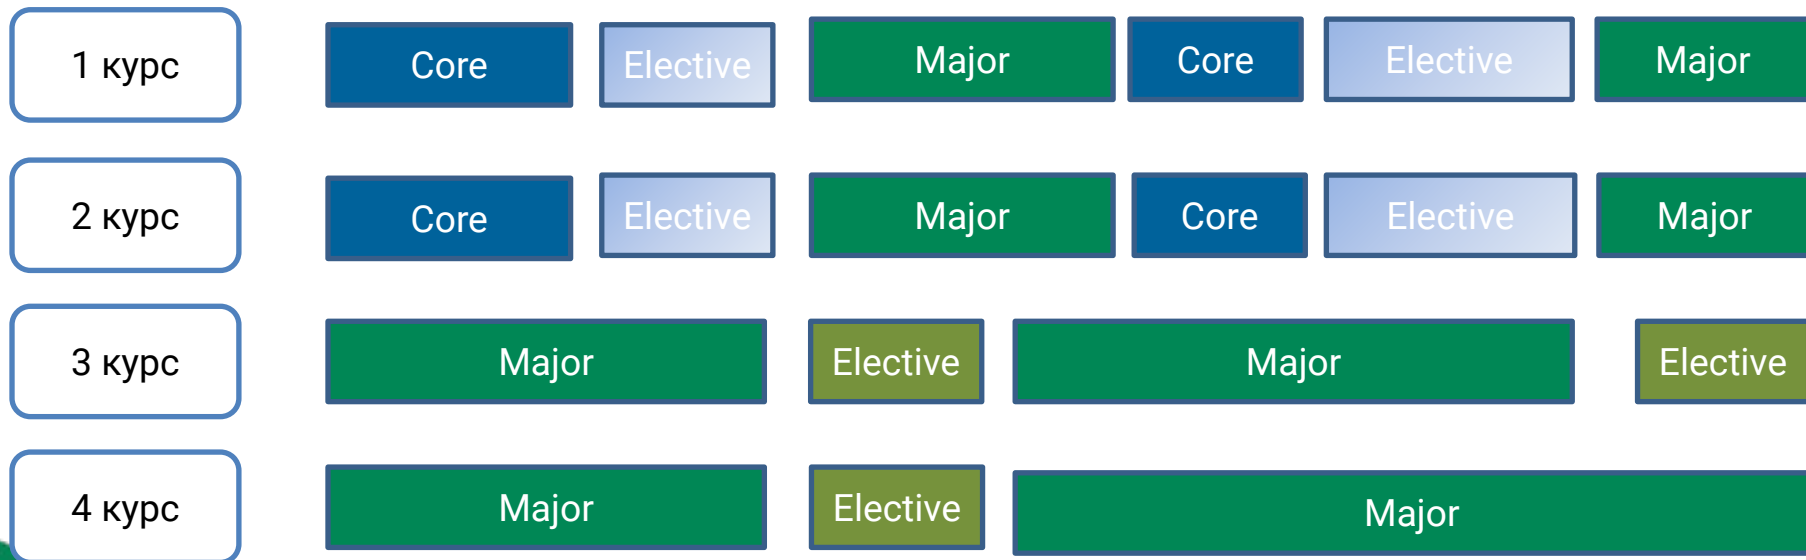 1 курс Core Elective Major Core Elective Major
2 курс Core Elective Major Core Elective Major
3 курс Major Elective Major Elective
4 курс Major Elective Major